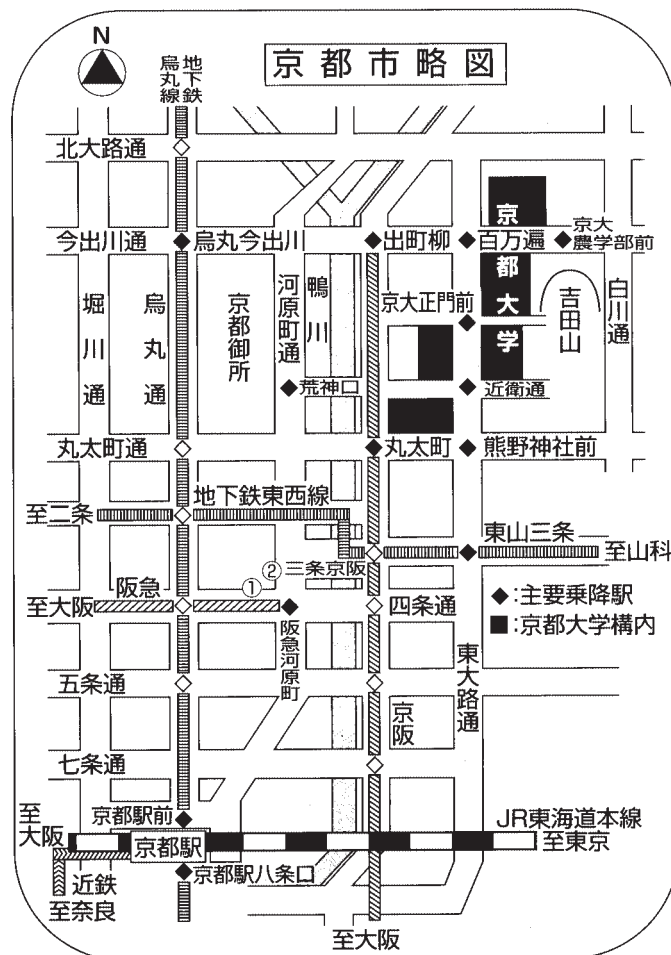 N
京都市略図
地下鉄
烏丸線
北大路通
京都大学
今出川通
烏丸今出川
出町柳
百万遍
京大
農学部前
堀川通
烏丸通
京都御所
河原町通
鴨川
京大正門前
吉田山
白川通
荒神口
近衛通
丸太町通
丸太町
熊野神社前
地下鉄東西線
至二条
東山三条
至山科
②
三条京阪
阪急
①
至大阪
四条通
◆:主要乗降駅
■:京都大学構内
阪急河原町
東大路通
五条通
京阪
七条通
京都駅前
至
大阪
JR東海道本線
京都駅
至東京
近鉄
京都駅八条口
至奈良
至大阪